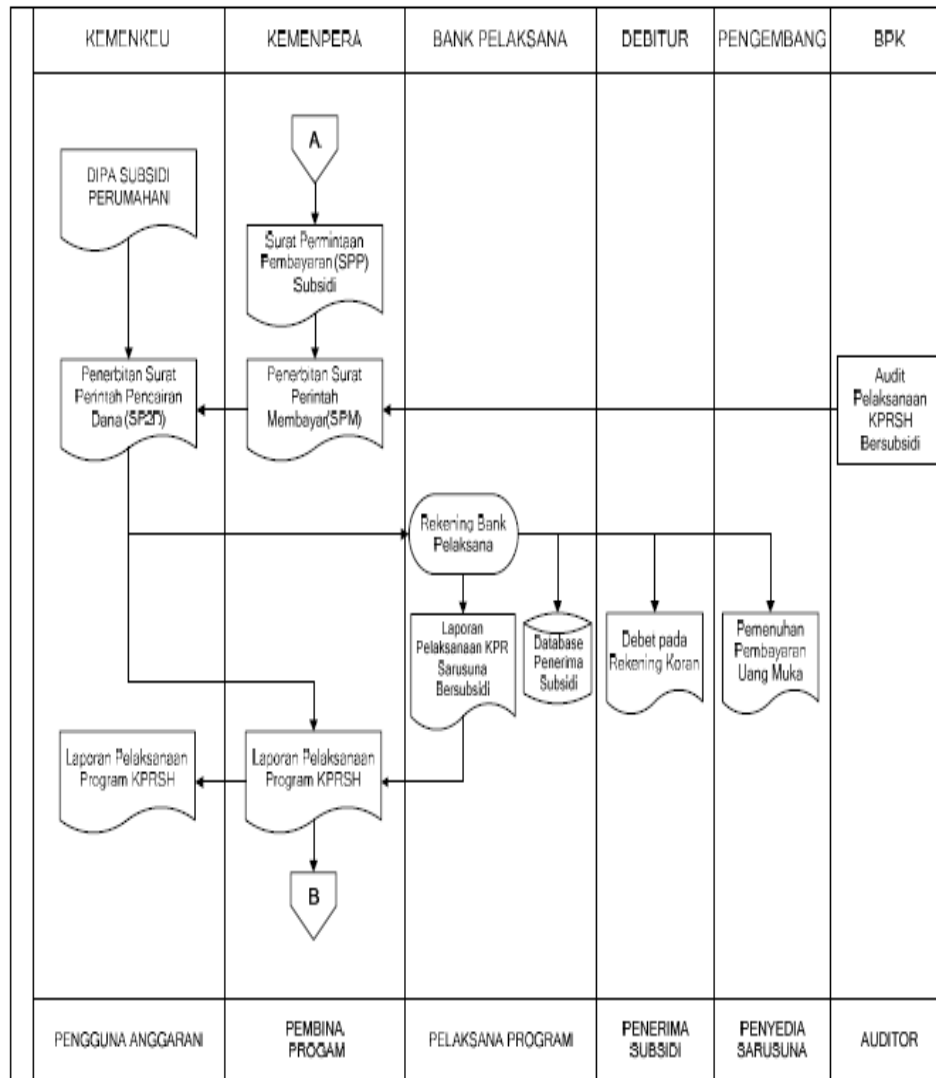 KEMENKEU
KEMENPERA
BANK PELAKSANA
DEBITUR
PENGEMBANG
BPK
A
DIPA SUBSIDI
PERUMAHANI
Surat Permintaan
Pembayaran (SPP)
Subsidi
Penerbitan Surat
Perintah Pencairan
Dana (SP2D)
Penerbitan Surat
Perintah
Membayar(SPM)
Audit
Pelaksanaan
KPRSH
Bersubsidi
Rekening Bank
Pelaksana
Laporan
Pelaksanaan KPR
Sarusuna
Bersubsidi
Database
Penerima
Subsidi
Debet pada
Rekening Koran
Pemenuhan
Pembayaran
Uang Muka
Laporan Pelaksanaan
Program KPRSH
Laporan Pelaksanaan
Program KPRSH
B
PENGGUNA ANGGARANI
PEMBINA
PROGAM
PELAKSANA PROGRAMI
PENERIMA
SUBSIDI
PENYEDIA
SARUSUNA
AUDITOR